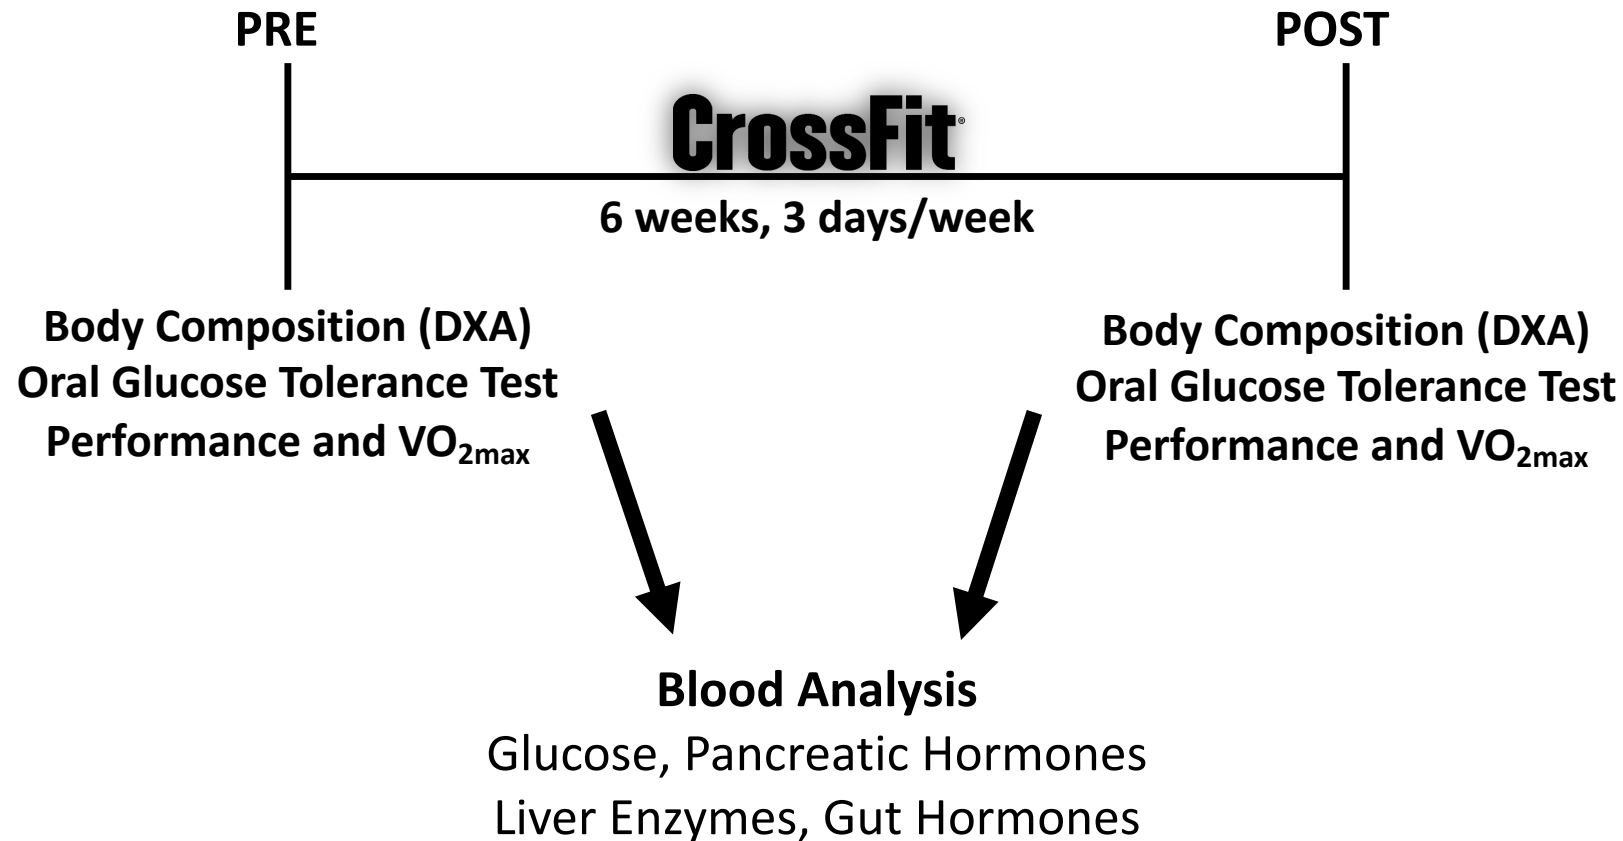 PRE
POST
CrossFit®
6 weeks, 3 days/week
Body Composition (DXA)
Oral Glucose Tolerance Test
Performance and VO2max
Body Composition (DXA)
Oral Glucose Tolerance Test
Performance and VO2max
Blood Analysis
Glucose, Pancreatic Hormones
Liver Enzymes, Gut Hormones